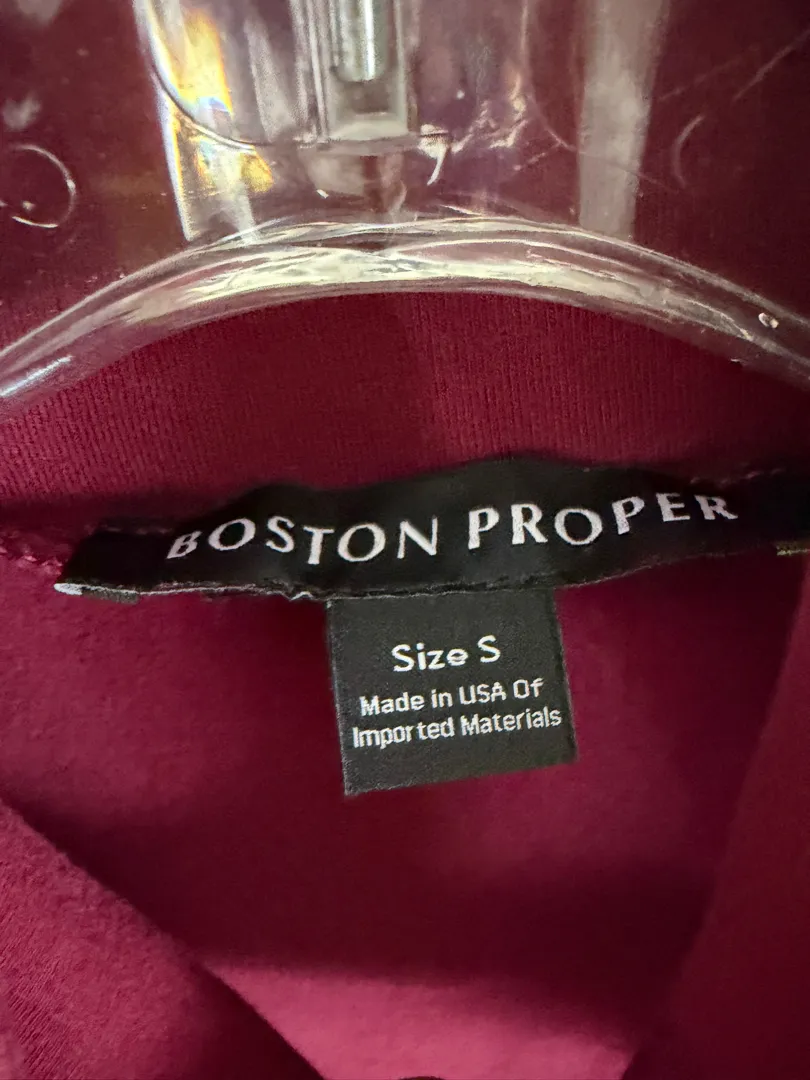 BOSTON PROPER
Size S
Made in USA Of
Imported Materials